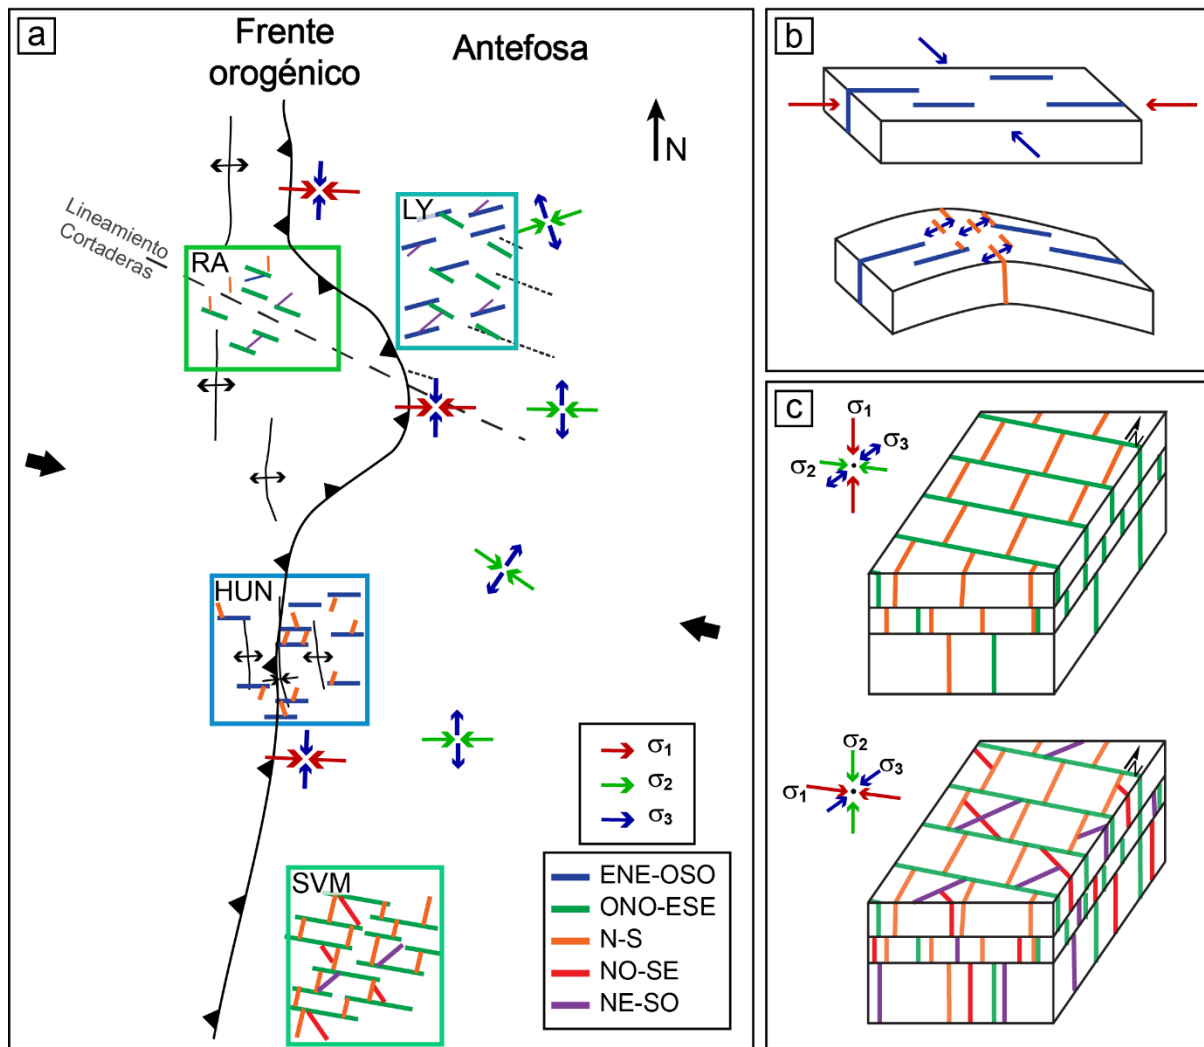 a
Frente
orogénico
Antefosa
N
Lineamiento
Cortaderas
RA
LY
HUN
SVM
σ1
σ2
σ3
ENE-OSO
ONO-ESE
N-S
NO-SE
NE-SO
b
c
σ1
σ3
σ2
N
σ2
σ3
σ1
N